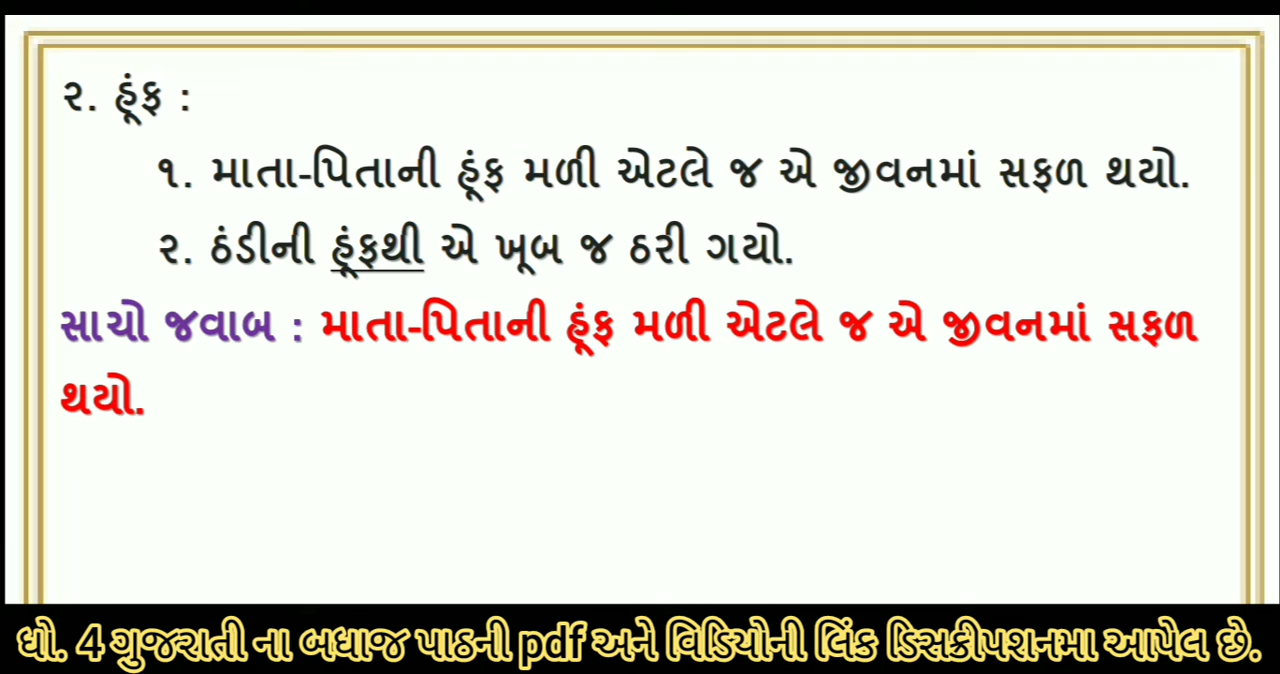 ૨. હૂંફ :
૧. માતા-પિતાની હૂંફ મળી એટલે જ એ જીવનમાં સફળ થયો.
૨. ઠંડીની હૂંફથી એ ખૂબ જ ઠરી ગયો.
સાચો જવાબ : માતા-પિતાની હૂંફ મળી એટલે જ એ જીવનમાં સફળ
થયો.
ધો. 4 ગુજરાતી ના બધાજ પાઠની pdf અને વિડિયોની લિંક ડિસક્રીપશનમા આપેલ છે.